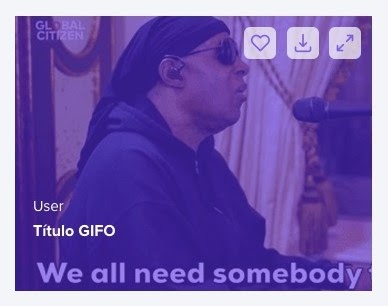 GLOBAL
CITIZEN
User
Título GIFO
We all need somebody